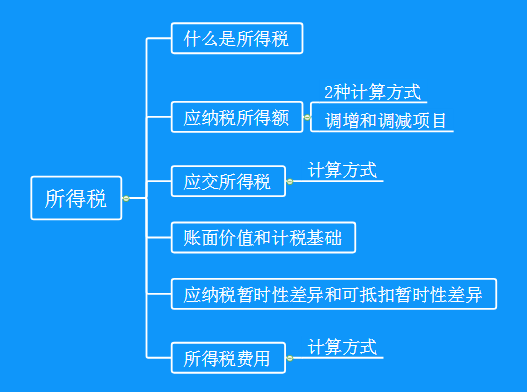 什么是所得税
应纳税所得额
2种计算方式
调增和调减项目
所得税
应交所得税
计算方式
账面价值和计税基础
应纳税暂时性差异和可抵扣暂时性差异
所得税费用
计算方式